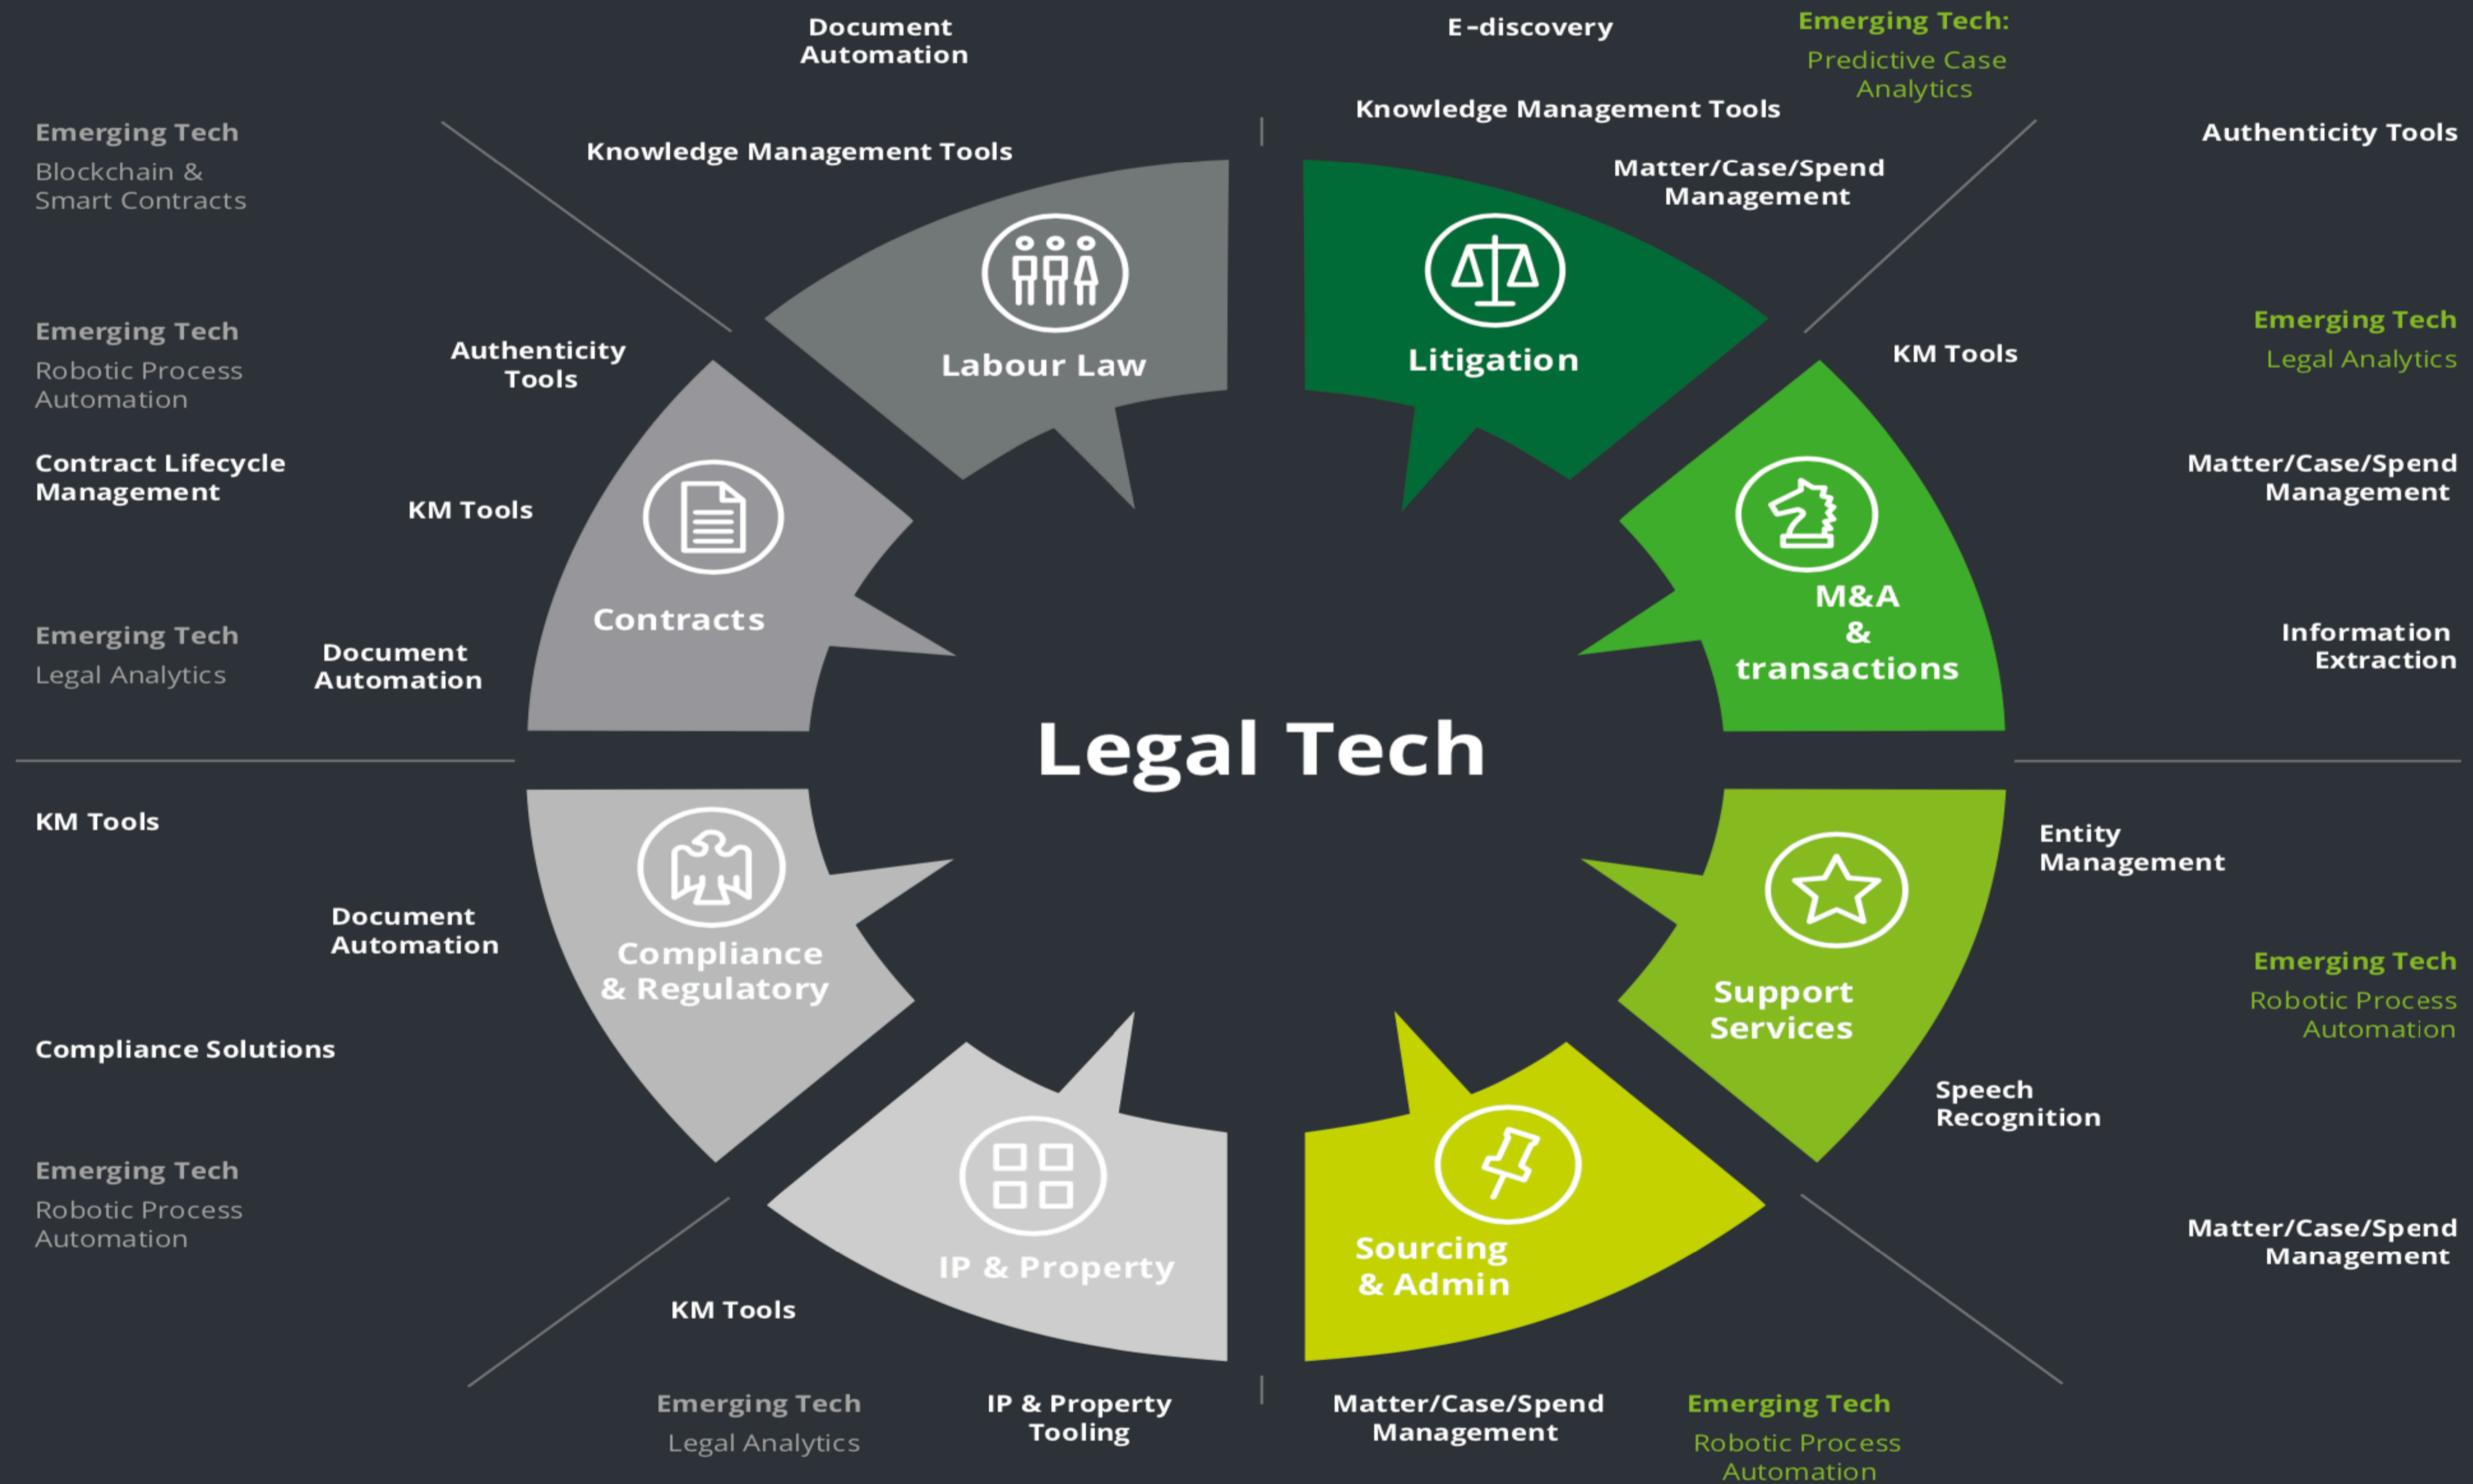 Document
Automation
Knowledge Management Tools
Labour Law
E-discovery
Knowledge Management Tools
Matter/Case/Spend
Management
Emerging Tech:
Predictive Case
Analytics
Litigation
Authenticity Tools
Emerging Tech
Legal Analytics
KM Tools
Matter/Case/Spend
Management
Information
Extraction
M&A
&
transactions
Emerging Tech
Blockchain &
Smart Contracts
Emerging Tech
Robotic Process
Automation
Authenticity
Tools
Contract Lifecycle
Management
KM Tools
Emerging Tech
Legal Analytics
Document
Automation
Contracts
Legal Tech
KM Tools
Document
Automation
Compliance Solutions
Emerging Tech
Robotic Process
Automation
Compliance
& Regulatory
Entity
Management
Emerging Tech
Robotic Process
Automation
Speech
Recognition
Matter/Case/Spend
Management
Support
Services
IP & Property
KM Tools
Emerging Tech
Legal Analytics
IP & Property
Tooling
Sourcing
& Admin
Matter/Case/Spend
Management
Emerging Tech
Robotic Process
Automation